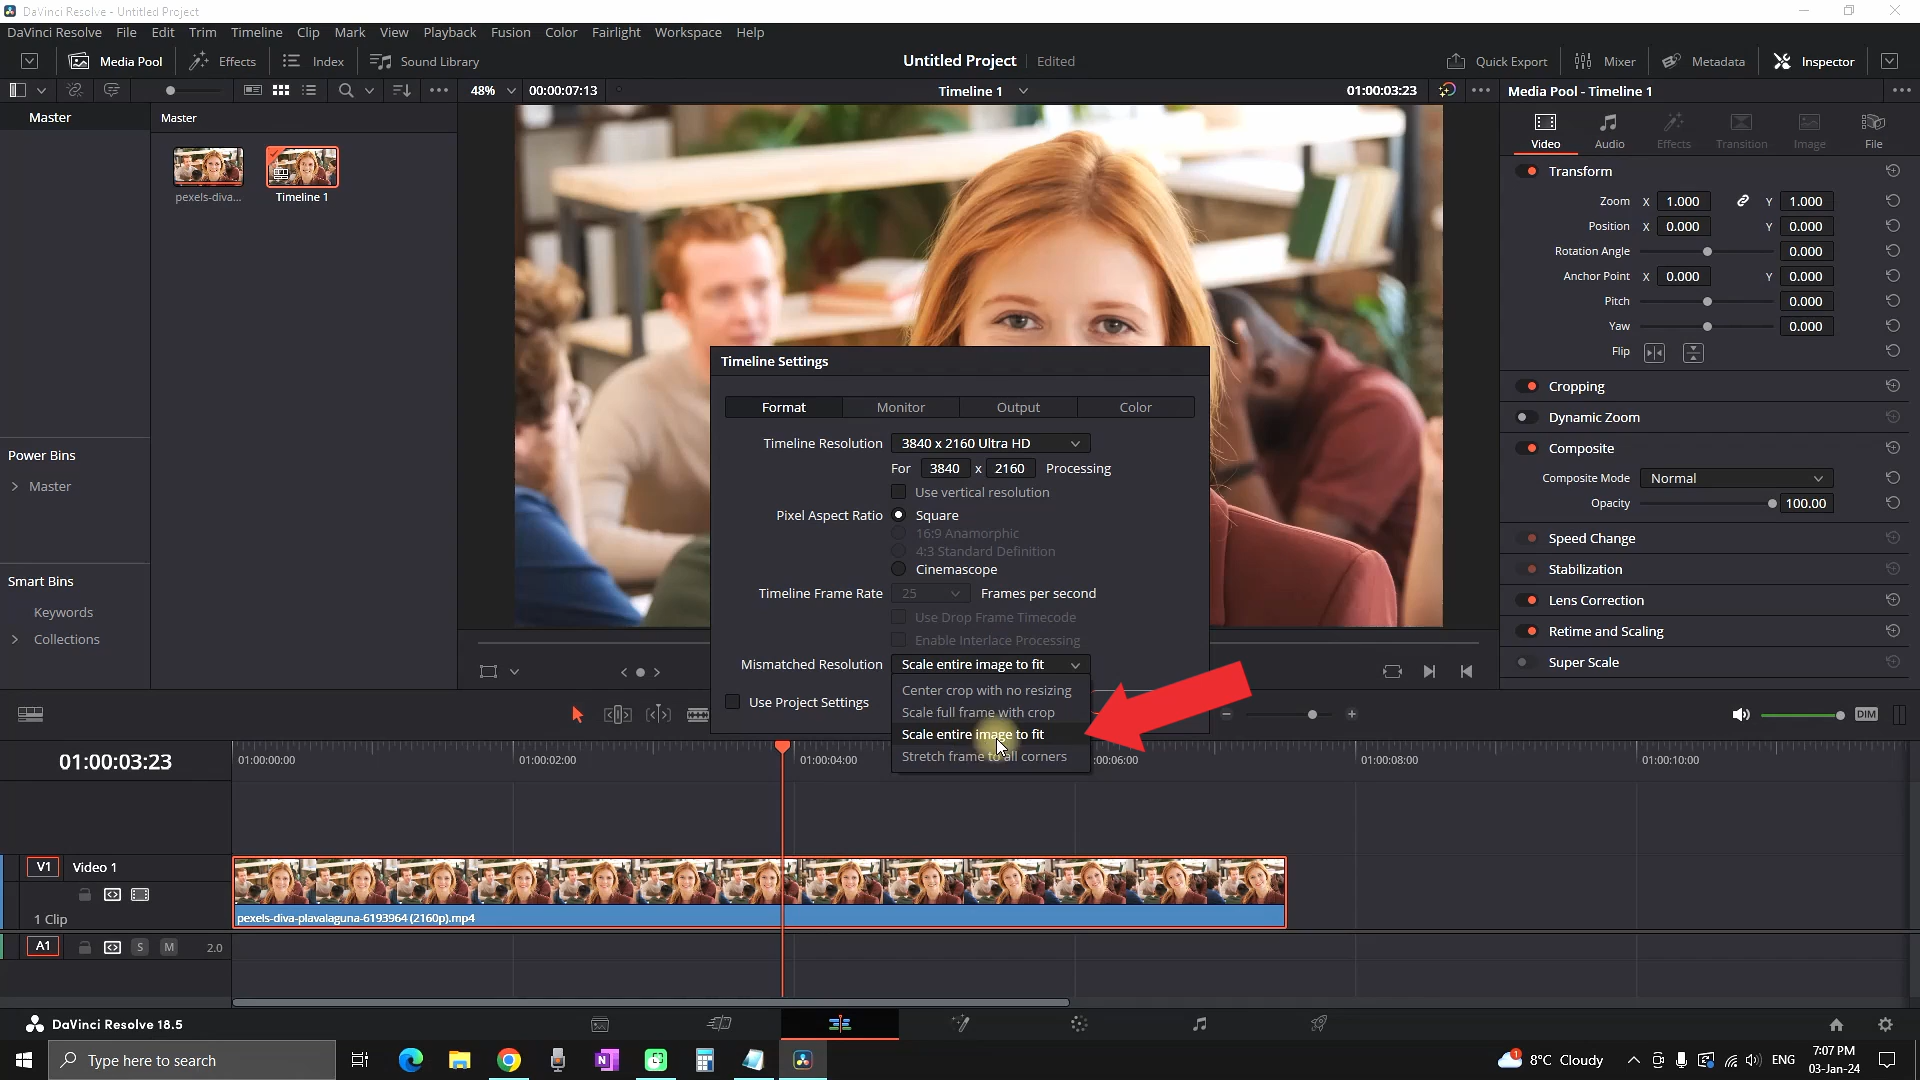 DaVinci Resolve - Untitled Project
DaVinci Resolve File Edit Trim Timeline Clip Mark View Playback Fusion Color Fairlight Workspace Help
Media Pool Effects Index Sound Library Untitled Project Edited Quick Export Mixer Metadata Inspector
48% 00:00:07:13 Timeline 1 01:00:03:23 Media Pool - Timeline 1
Master Master
Video Audio Effects Transition Image File
pexels-diva... Timeline 1
Transform
Zoom X 1.000 Y 1.000
Position X 0.000 Y 0.000
Rotation Angle 0.000
Anchor Point X 0.000 Y 0.000
Pitch 0.000
Yaw 0.000
Flip
Cropping
Dynamic Zoom
Composite
Composite Mode Normal
Opacity 100.00
Speed Change
Stabilization
Lens Correction
Retime and Scaling
Super Scale
Power Bins
Master
Smart Bins
Keywords
Collections
Timeline Settings
Format Monitor Output Color
Timeline Resolution 3840 x 2160 Ultra HD
For 3840 x 2160 Processing
Use vertical resolution
Pixel Aspect Ratio Square
16:9 Anamorphic
4:3 Standard Definition
Cinemascope
Timeline Frame Rate 25 Frames per second
Use Drop Frame Timecode
Enable Interlace Processing
Mismatched Resolution Scale entire image to fit
Center crop with no resizing
Use Project Settings
Scale full frame with crop
Scale entire image to fit
Stretch frame to all corners
DIM
01:00:03:23 01:00:00:00 01:00:02:00 01:00:04:00 :00:06:00 01:00:08:00 01:00:10:00
V1 Video 1
1 Clip
pexels-diva-plavalaguna-6193964 (2160p).mp4
A1 S M 2.0
DaVinci Resolve 18.5
Type here to search
1 8°C Cloudy ENG 7:07 PM
03-Jan-24